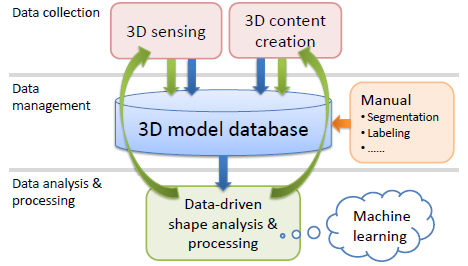 Data collection
3D sensing
3D content
creation
Data
management
3D model database
Manual
• Segmentation
• Labeling
• ......
Data analysis &
processing
Data-driven
shape analysis &
processing
Machine
learning